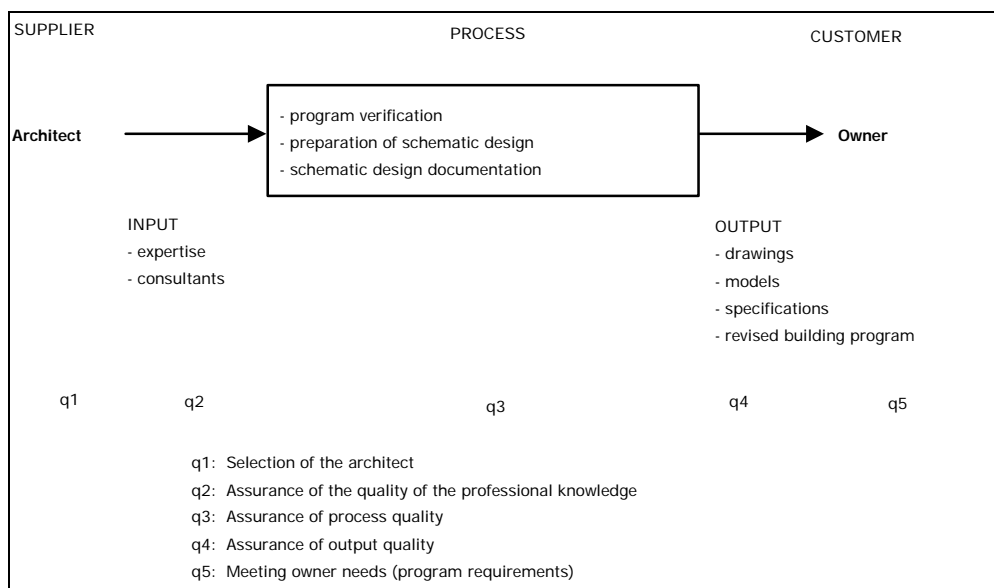 SUPPLIER PROCESS CUSTOMER
- program verification
Architect - preparation of schematic design Owner
- schematic design documentation
INPUT OUTPUT
- expertise - drawings
- consultants - models
- specifications
- revised building program
q1 q2 q3 q4 q5
q1: Selection of the architect
q2: Assurance of the quality of the professional knowledge
q3: Assurance of process quality
q4: Assurance of output quality
q5: Meeting owner needs (program requirements)